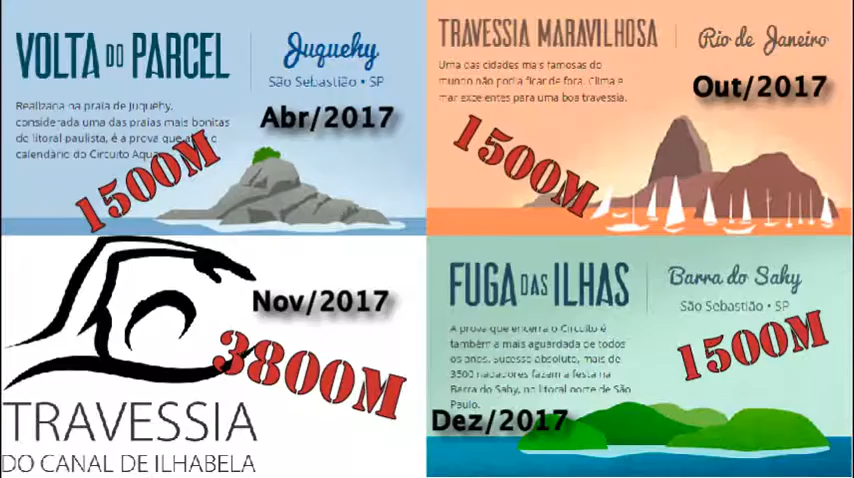 VOLTA DO PARCEL
Juquehy
São Sebastião • SP
Realizada na praia de Juquehy,
considerada uma das praias mais bonitas
do litoral paulista, é a prova que
calendário do Circuito
Abr/2017
1500M
TRAVESSIA MARAVILHOSA
Rio de Janeiro
Uma das cidades mais famosas do
mundo não podia ficar de fora. Clima e
mar excelentes para uma boa travessia.
Out/2017
1500M
Nov/2017
3800M
TRAVESSIA
DO CANAL DE ILHABELA
FUGA DAS ILHAS
Barra do Sahy
São Sebastião • SP
A prova que encerra o Circuito é
também a mais aguardada de todos
os anos. Sucesso absoluto, mais de
3500 nadadores fazem a festa na
Barra do Sahy, no litoral norte de São
Paulo.
1500M
Dez/2017